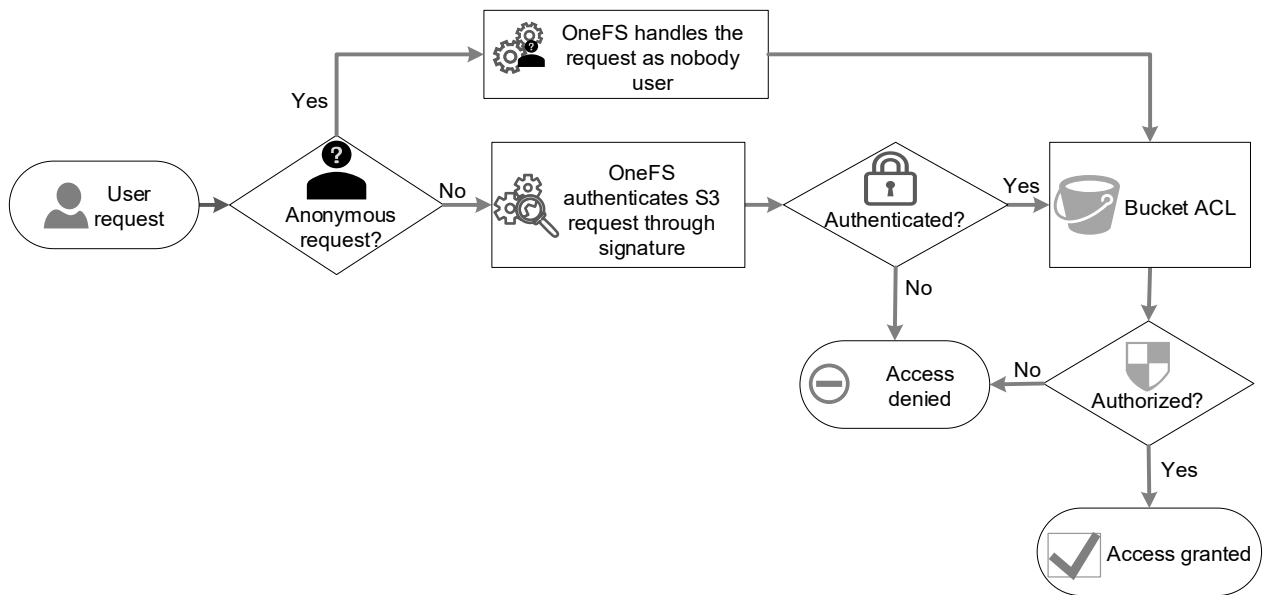 OneFS handles the
request as nobody
user
Yes
User
request
?
Anonymous
request?
No
OneFS
authenticates S3
request through
signature
Authenticated?
Yes
Bucket ACL
No
Access
denied
No
Authorized?
Yes
Access granted